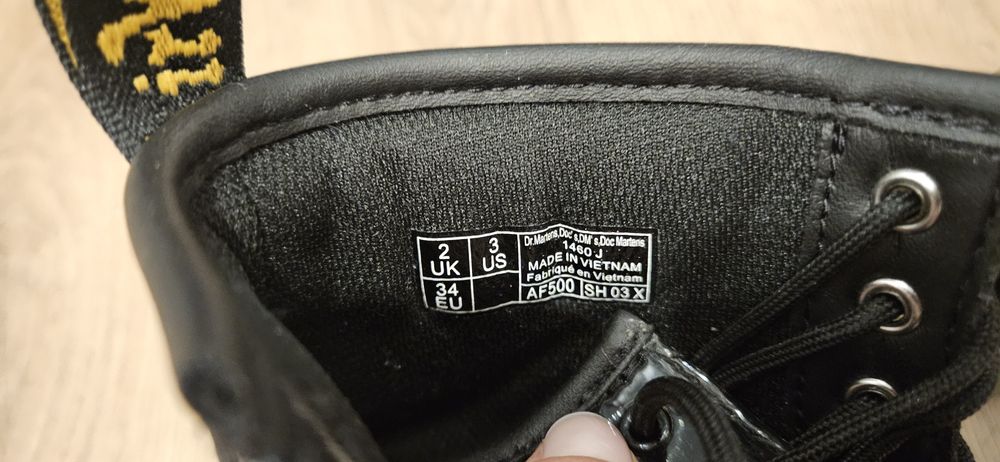 2 UK
3 US
34 EU
Dr.Martens,Doc's,DM's,Doc Martens
1460 J
MADE IN VIETNAM
Fabriqué en Vietnam
AF500 SH 03 X